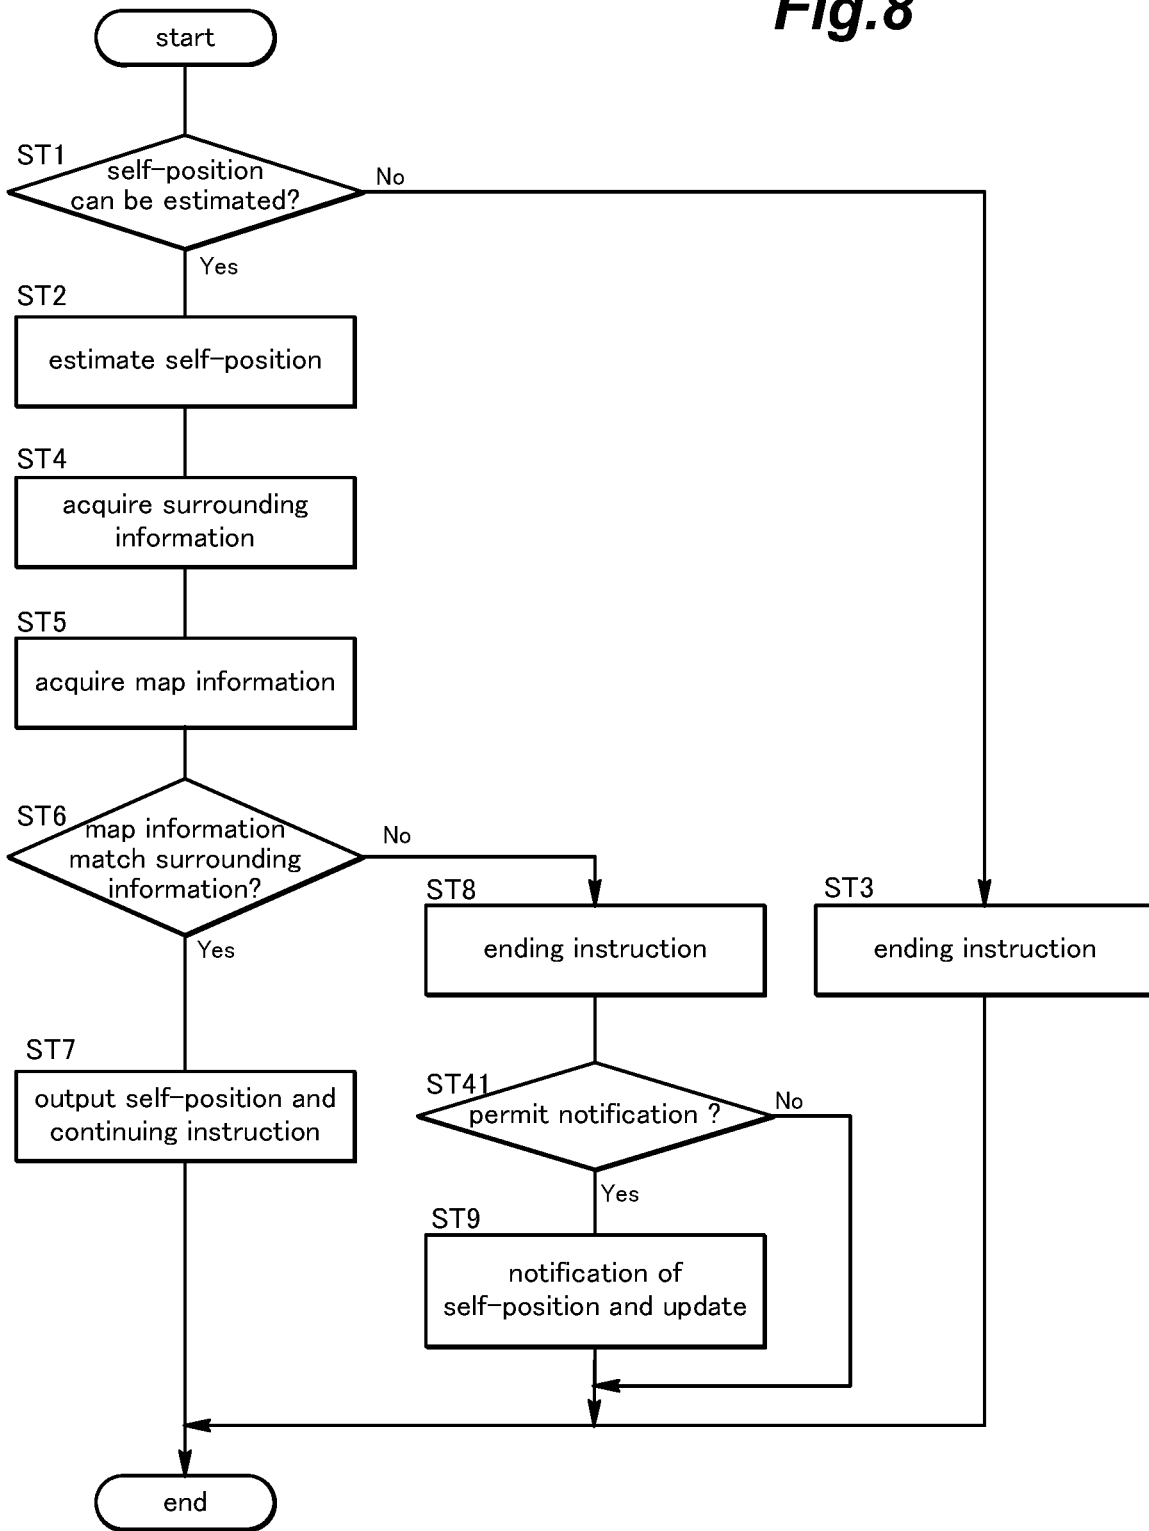 Fig.8
start
ST1
self-position
can be estimated?
No
Yes
ST2
estimate self-position
ST4
acquire surrounding
information
ST5
acquire map information
ST6
map information
match surrounding
information?
No
Yes
ST8
ending instruction
ST3
ending instruction
ST7
output self-position and
continuing instruction
ST41
permit notification ?
No
Yes
ST9
notification of
self-position and update
end